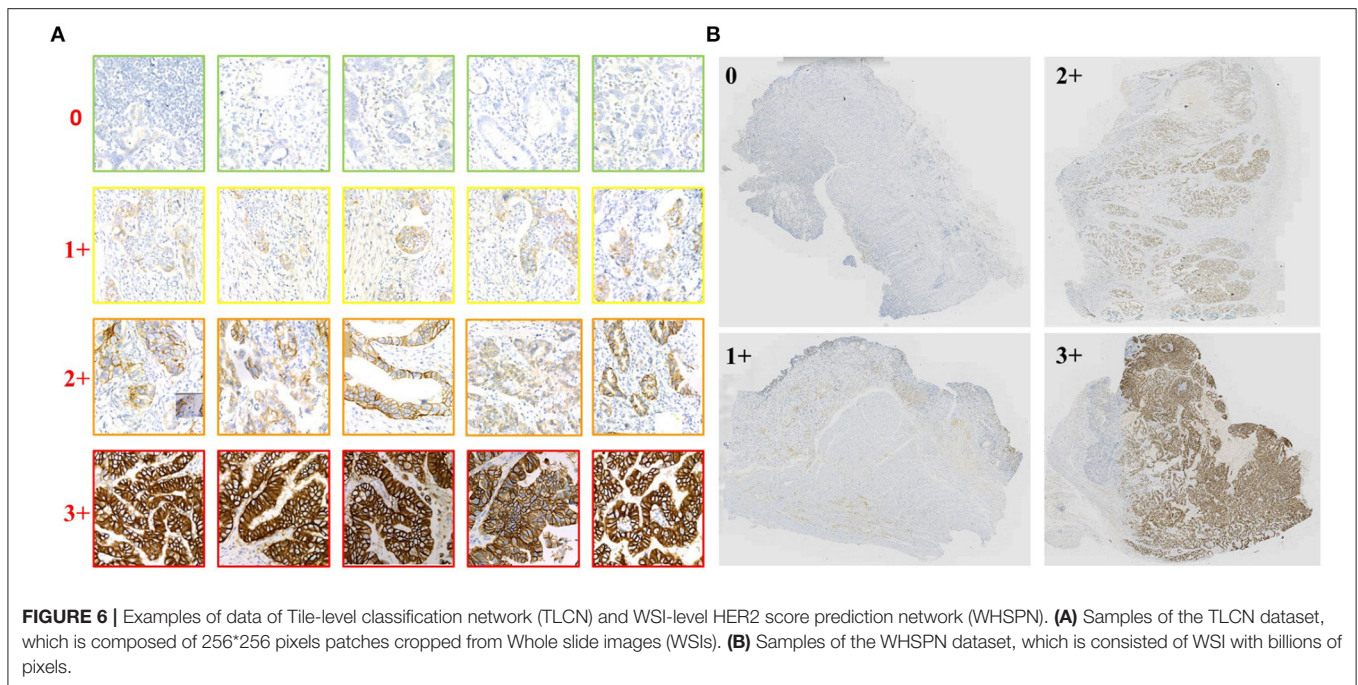 A
B
0
1+
2+
3+
0
2+
1+
3+
FIGURE 6 | Examples of data of Tile-level classification network (TLCN) and WSI-level HER2 score prediction network (WHSPN). (A) Samples of the TLCN dataset,
which is composed of 256*256 pixels patches cropped from Whole slide images (WSIs). (B) Samples of the WHSPN dataset, which is consisted of WSI with billions of
pixels.